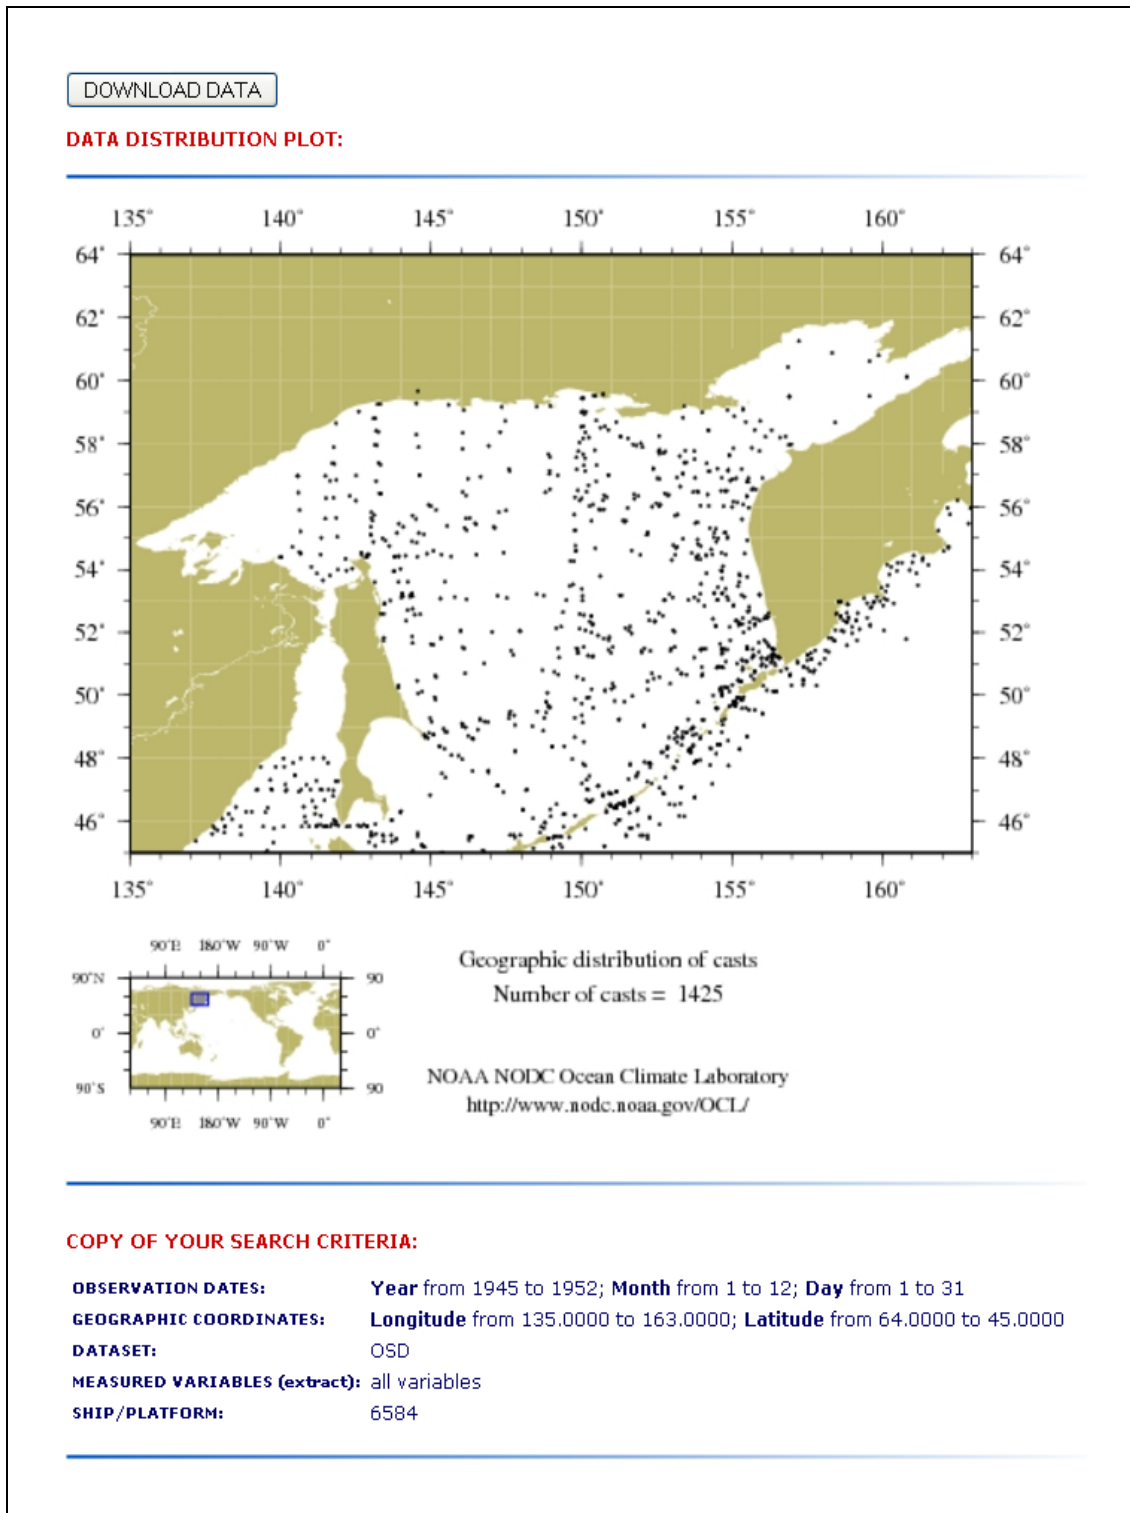 DOWNLOAD DATA
DATA DISTRIBUTION PLOT:
135° 140° 145° 150° 155° 160°
64° 64°
62° 62°
60° 60°
58° 58°
56° 56°
54° 54°
52° 52°
50° 50°
48° 48°
46° 46°
135° 140° 145° 150° 155° 160°
90°E 180°W 90°W 0°
90°N 90
0° 0°
90°S 90
90°E 180°W 90°W 0°
Geographic distribution of casts
Number of casts = 1425
NOAA NODC Ocean Climate Laboratory
http://www.nodc.noaa.gov/OCL/
COPY OF YOUR SEARCH CRITERIA:
OBSERVATION DATES: Year from 1945 to 1952; Month from 1 to 12; Day from 1 to 31
GEOGRAPHIC COORDINATES: Longitude from 135.0000 to 163.0000; Latitude from 64.0000 to 45.0000
DATASET: OSD
MEASURED VARIABLES (extract): all variables
SHIP/PLATFORM: 6584